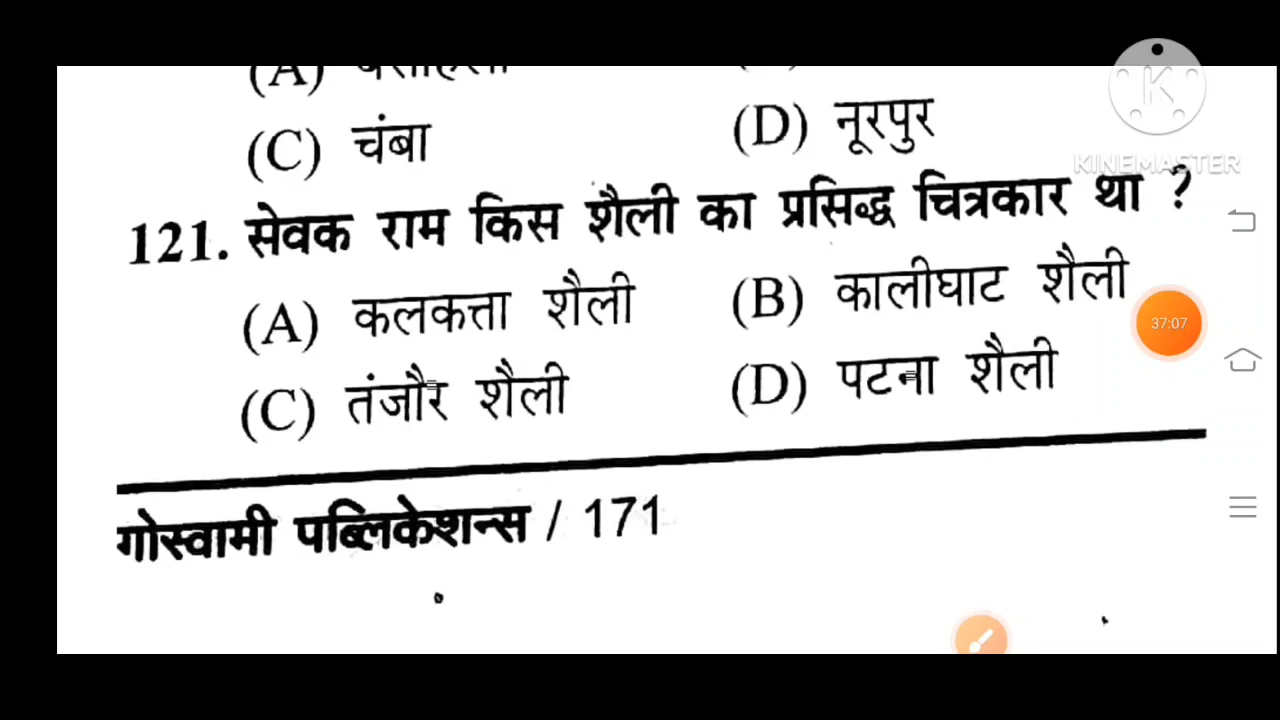 (C) चंबा (D) नूरपुर
KINEMASTER
121. सेवक राम किस शैली का प्रसिद्ध चित्रकार था ?
(A) कलकत्ता शैली (B) कालीघाट शैली
37:07
(C) तंजौर शैली (D) पटना शैली
गोस्वामी पब्लिकेशन्स / 171